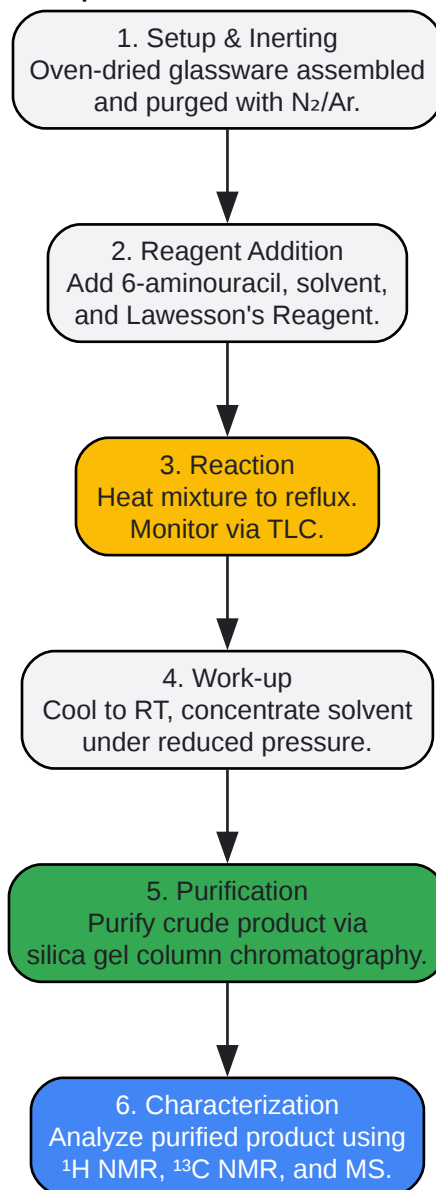 1. Setup & Inerting
Oven-dried glassware assembled
and purged with N₂/Ar.
2. Reagent Addition
Add 6-aminouracil, solvent,
and Lawesson's Reagent.
3. Reaction
Heat mixture to reflux.
Monitor via TLC.
4. Work-up
Cool to RT, concentrate solvent
under reduced pressure.
5. Purification
Purify crude product via
silica gel column chromatography.
6. Characterization
Analyze purified product using
¹H NMR, ¹³C NMR, and MS.